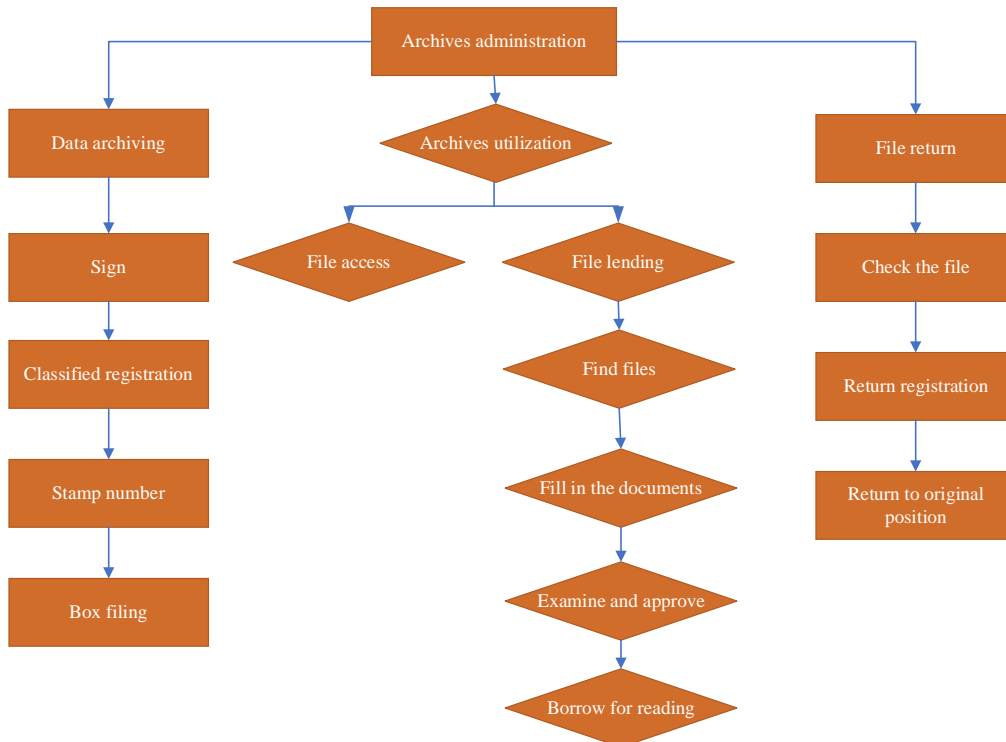 Archives administration
Data archiving
Archives utilization
File return
Sign
File access
File lending
Check the file
Classified registration
Find files
Return registration
Stamp number
Fill in the documents
Return to original
position
Box filing
Examine and approve
Borrow for reading